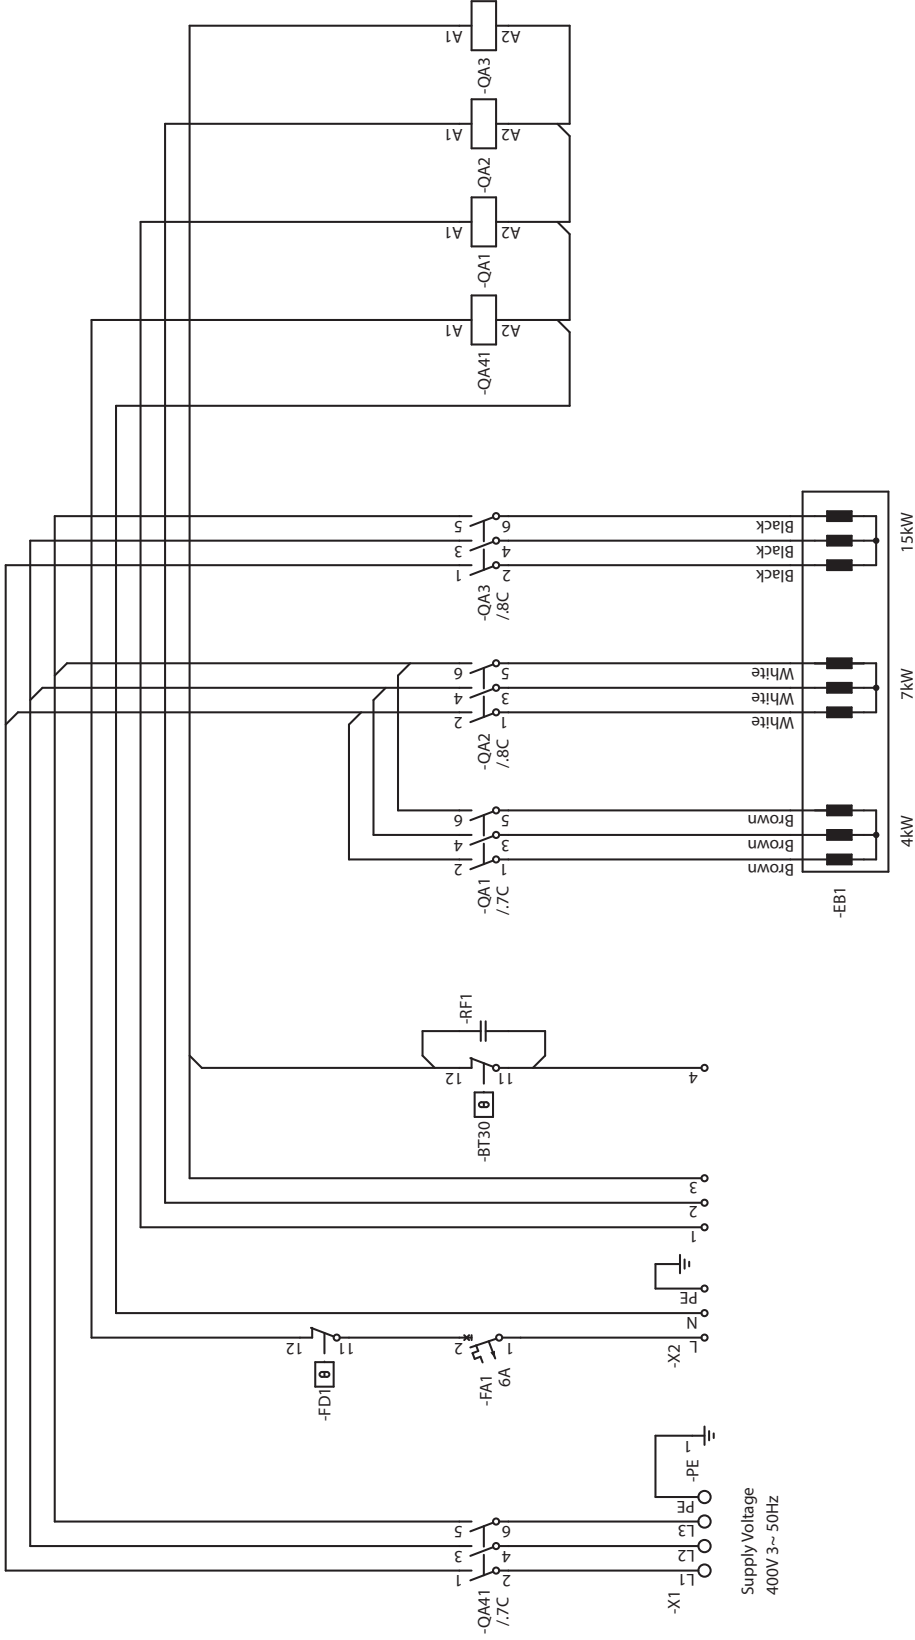 -X1
L1
L2
L3
PE
Supply Voltage
400V 3~ 50Hz
-QA41
/.7C
1
3
5
2
4
6
-PE
1
-X2
L
N
PE
1
2
3
4
-FA1
6A
2
1
-FD1
θ
12
11
-BT30
θ
12
11
-RF1
-QA1
/.7C
2
4
6
1
3
5
Brown
Brown
Brown
-EB1
4kW
-QA2
/.8C
2
4
6
1
3
5
White
White
White
7kW
-QA3
/.8C
1
3
5
2
4
6
Black
Black
Black
15kW
-QA41
A1
A2
-QA1
A1
A2
-QA2
A1
A2
-QA3
A1
A2